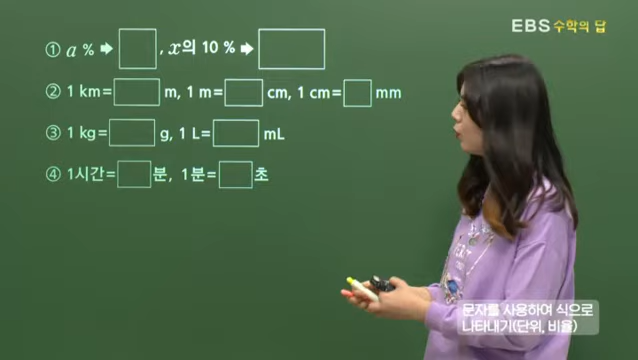 EBS 수학의 답
① a % ➡ □ , x의 10 % ➡ □
② 1 km=□ m, 1 m=□ cm, 1 cm=□ mm
③ 1 kg=□ g, 1 L=□ mL
④ 1시간=□분, 1분=□초
문자를 사용하여 식으로
나타내기(단위, 비율)